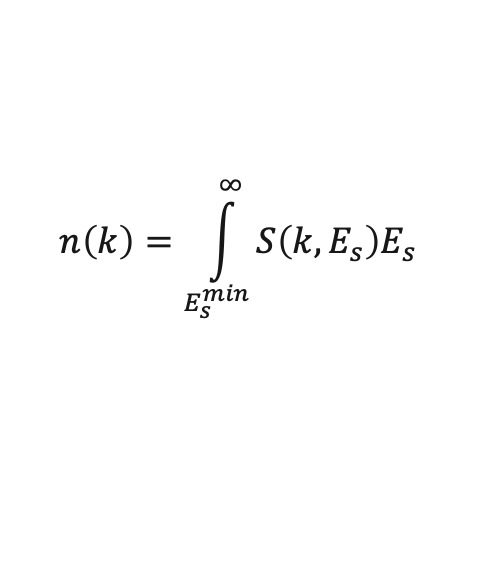 n(k) = ∫_{E_s^{min}}^{∞} S(k, E_s)E_s